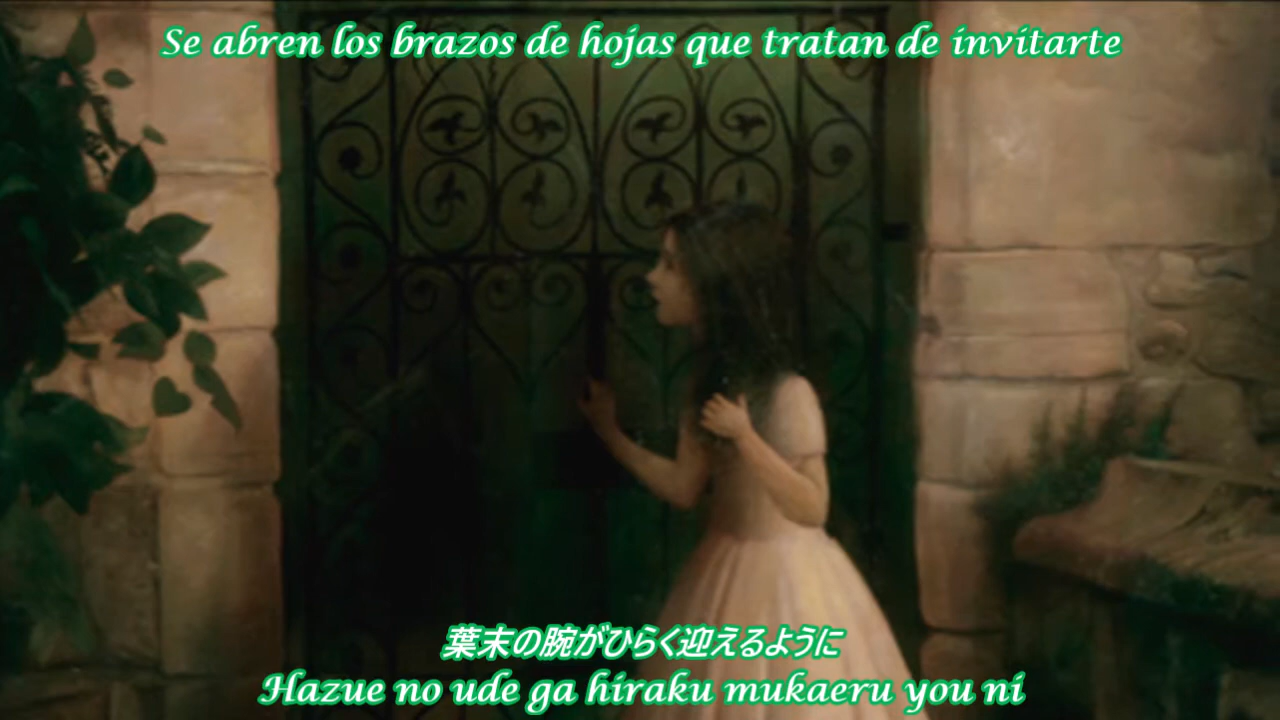 Se abren los brazos de hojas que tratan de invitarte
葉末の腕がひらく迎えるように
Hazue no ude ga hiraku mukaeru you ni